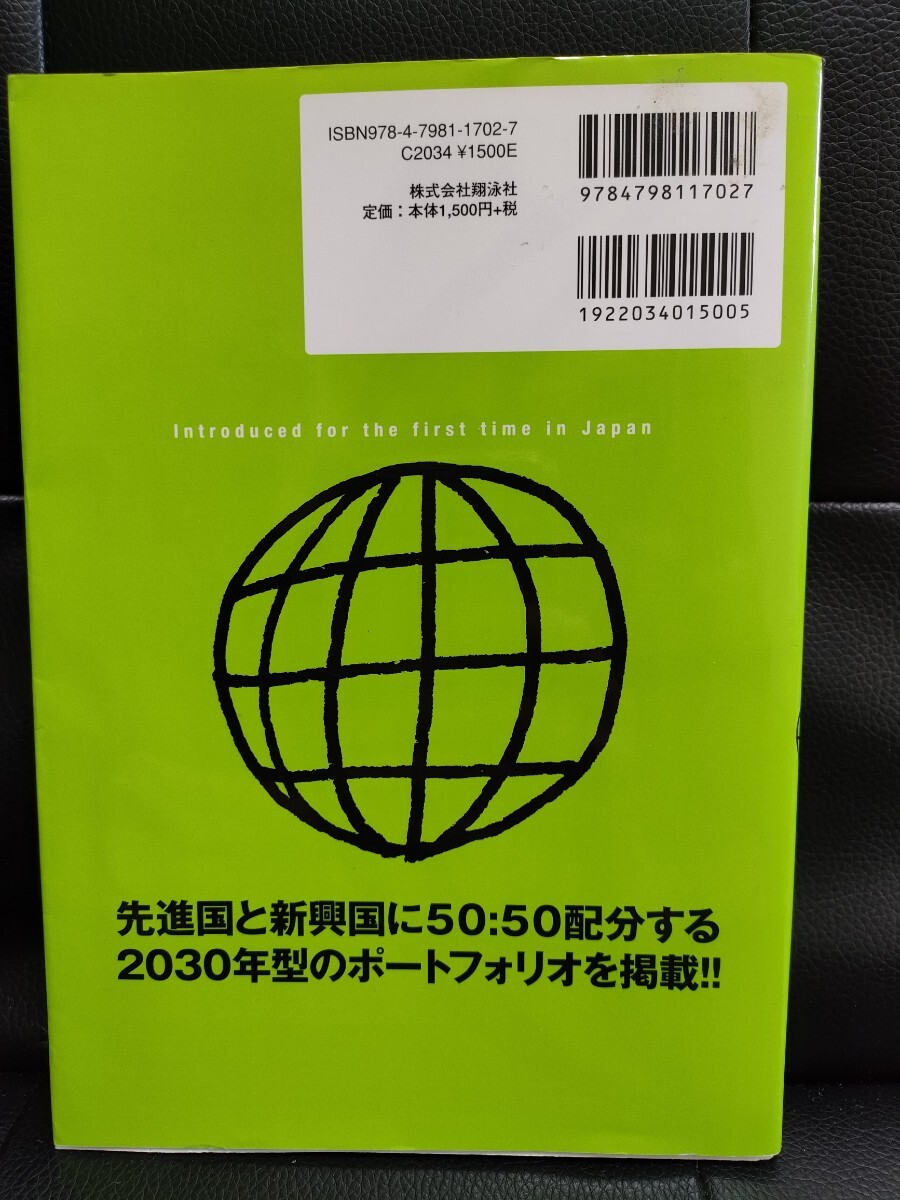 ISBN978-4-7981-1702-7
C2034 ¥1500E
株式会社翔泳社
定価：本体1,500円+税
9784798117027
1922034015005
Introduced for the first time in Japan
先進国と新興国に50:50配分する
2030年型のポートフォリオを掲載!!